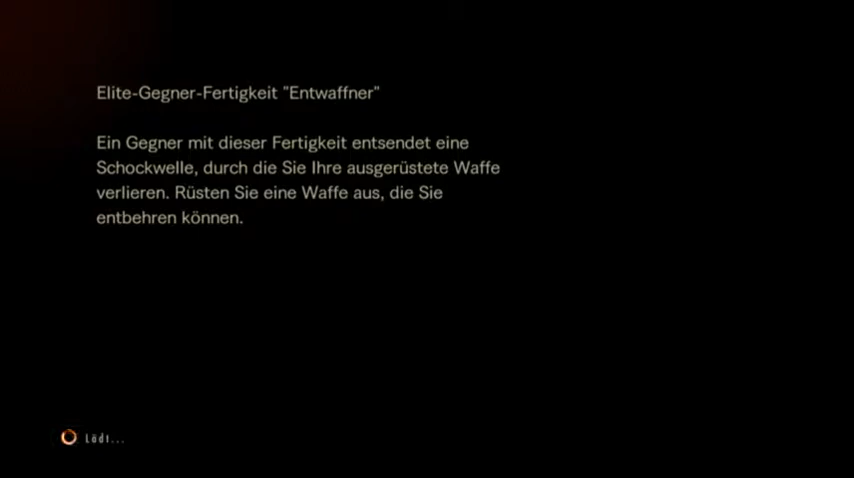 Elite-Gegner-Fertigkeit "Entwaffner"
Ein Gegner mit dieser Fertigkeit entsendet eine
Schockwelle, durch die Sie Ihre ausgerüstete Waffe
verlieren. Rüsten Sie eine Waffe aus, die Sie
entbehren können.
Lädt...